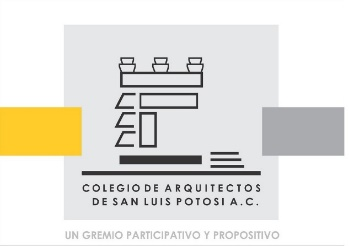 COLEGIO DE ARQUITECTOS
DE SAN LUIS POTOSI A.C.
UN GREMIO PARTICIPATIVO Y PROPOSITIVO